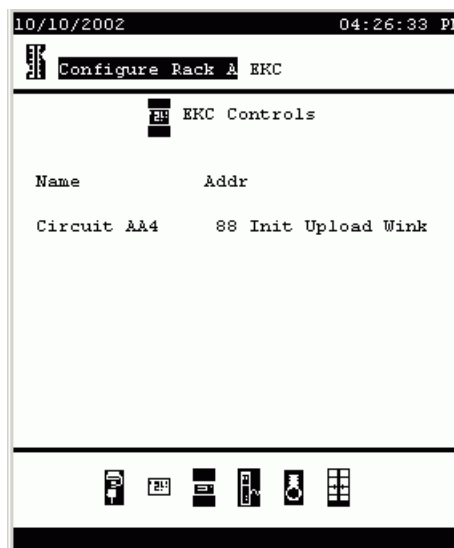 10/10/2002 04:26:33 P
Configure Rack A EKC
EKC Controls
Name Addr
Circuit AA4 88 Init Upload Wink